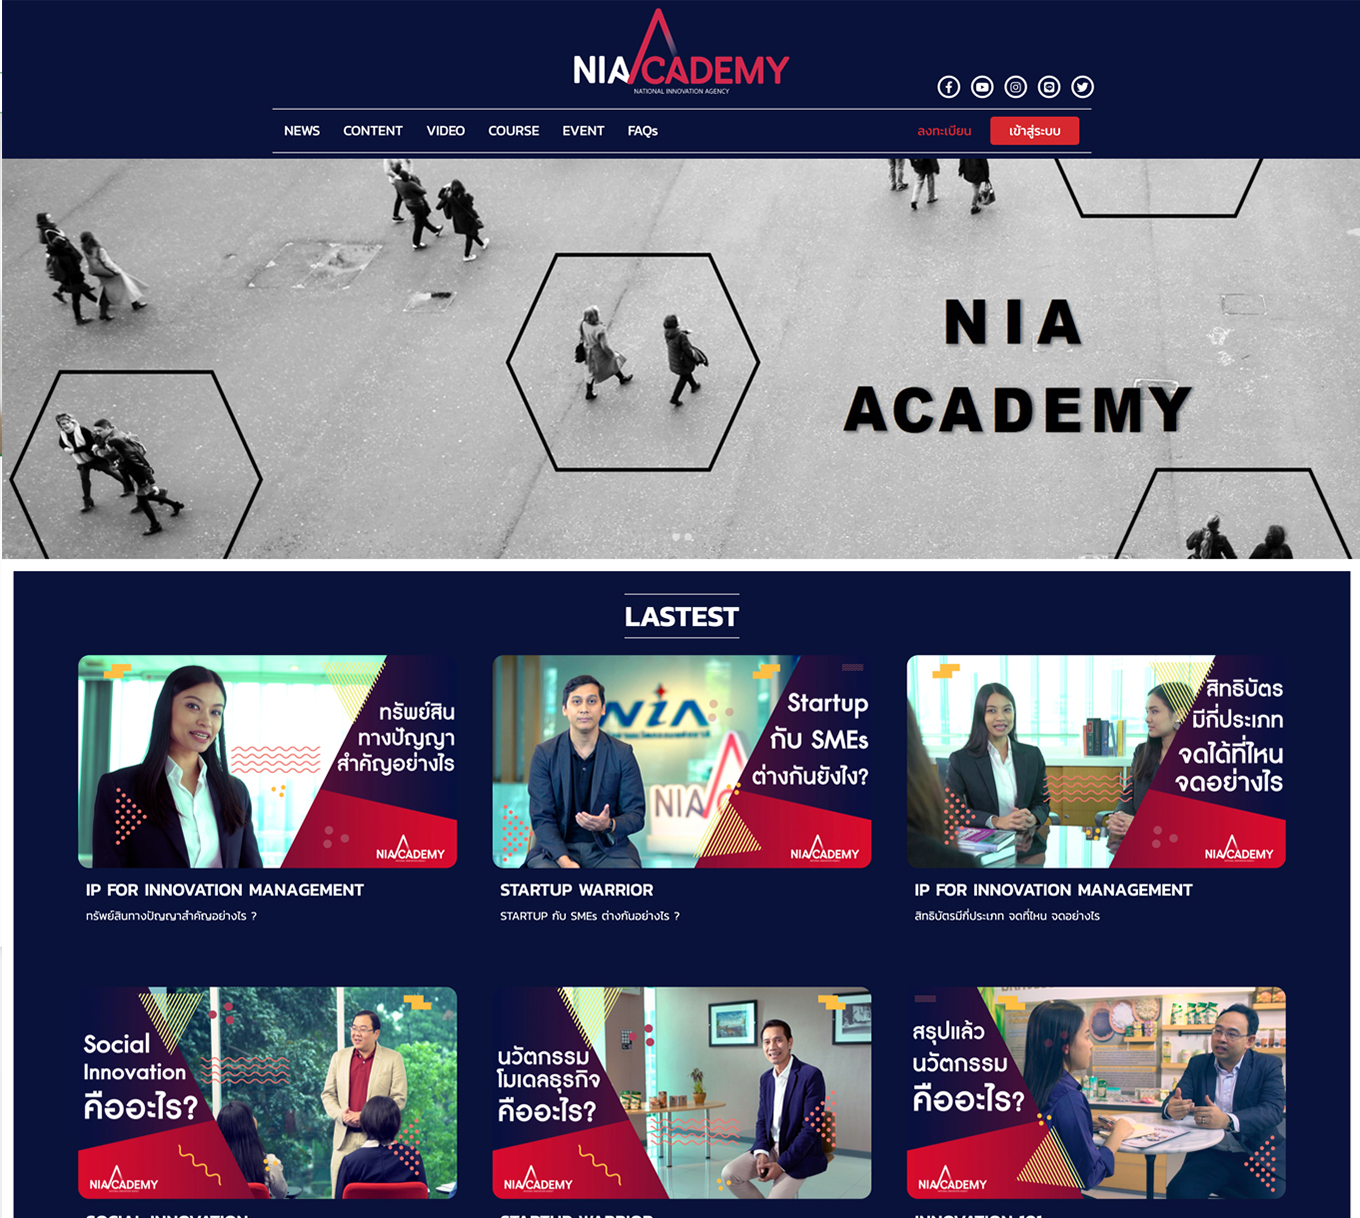 NIA ACADEMY
NATIONAL INNOVATION AGENCY
NEWS CONTENT VIDEO COURSE EVENT FAQs ลงทะเบียน เข้าสู่ระบบ
NIA
ACADEMY
LASTEST
ทรัพย์สิน
ทางปัญญา
สำคัญอย่างไร
NIA ACADEMY
IP FOR INNOVATION MANAGEMENT
ทรัพย์สินทางปัญญาสำคัญอย่างไร ?
nia
NIA
Startup
กับ SMEs
ต่างกันยังไง?
NIA ACADEMY
STARTUP WARRIOR
STARTUP กับ SMEs ต่างกันอย่างไร ?
สิทธิบัตร
มีกี่ประเภท
จดได้ที่ไหน
จดอย่างไร
NIA ACADEMY
IP FOR INNOVATION MANAGEMENT
สิทธิบัตรมีกี่ประเภท จดที่ไหน จดอย่างไร
Social
Innovation
คืออะไร?
NIA ACADEMY
SOCIAL INNOVATION
นวัตกรรม
โมเดลธุรกิจ
คืออะไร?
NIA ACADEMY
STARTUP WARRIOR
สรุปแล้ว
นวัตกรรม
คืออะไร?
NIA ACADEMY
INNOVATION 101